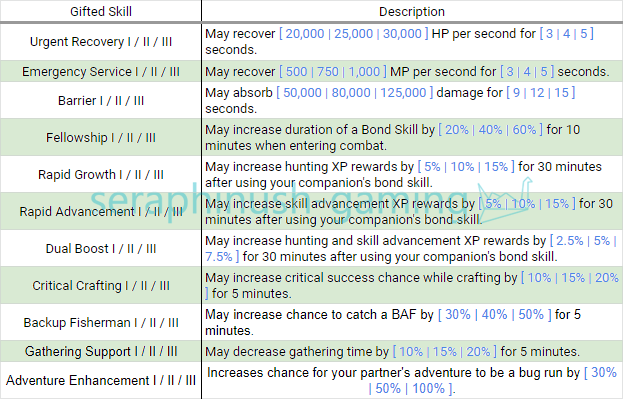 Gifted Skill Description
Urgent Recovery I / II / III May recover [ 20,000 | 25,000 | 30,000 ] HP per second for [ 3 | 4 | 5 ]
seconds.
Emergency Service I / II / III May recover [ 500 | 750 | 1,000 ] MP per second for [ 3 | 4 | 5 ] seconds.
Barrier I / II / III May absorb [ 50,000 | 80,000 | 125,000 ] damage for [ 9 | 12 | 15 ]
seconds.
Fellowship I / II / III May increase duration of a Bond Skill by [ 20% | 40% | 60% ] for 10
minutes when entering combat.
Rapid Growth I / II / III May increase hunting XP rewards by [ 5% | 10% | 15% ] for 30 minutes
after using your companion's bond skill.
seraphinush-gaming
Rapid Advancement I / II / III May increase skill advancement XP rewards by [ 5% | 10% | 15% ] for 30
minutes after using your companion's bond skill.
Dual Boost I / II / III May increase hunting and skill advancement XP rewards by [ 2.5% | 5% |
7.5% ] for 30 minutes after using your companion's bond skill.
Critical Crafting I / II / III May increase critical success chance while crafting by [ 10% | 15% | 20%
] for 5 minutes.
Backup Fisherman I / II / III May increase chance to catch a BAF by [ 30% | 40% | 50% ] for 5
minutes.
Gathering Support I / II / III May decrease gathering time by [ 10% | 15% | 20% ] for 5 minutes.
Adventure Enhancement I / II / III Increases chance for your partner's adventure to be a bug run by [ 30%
| 50% | 100% ].